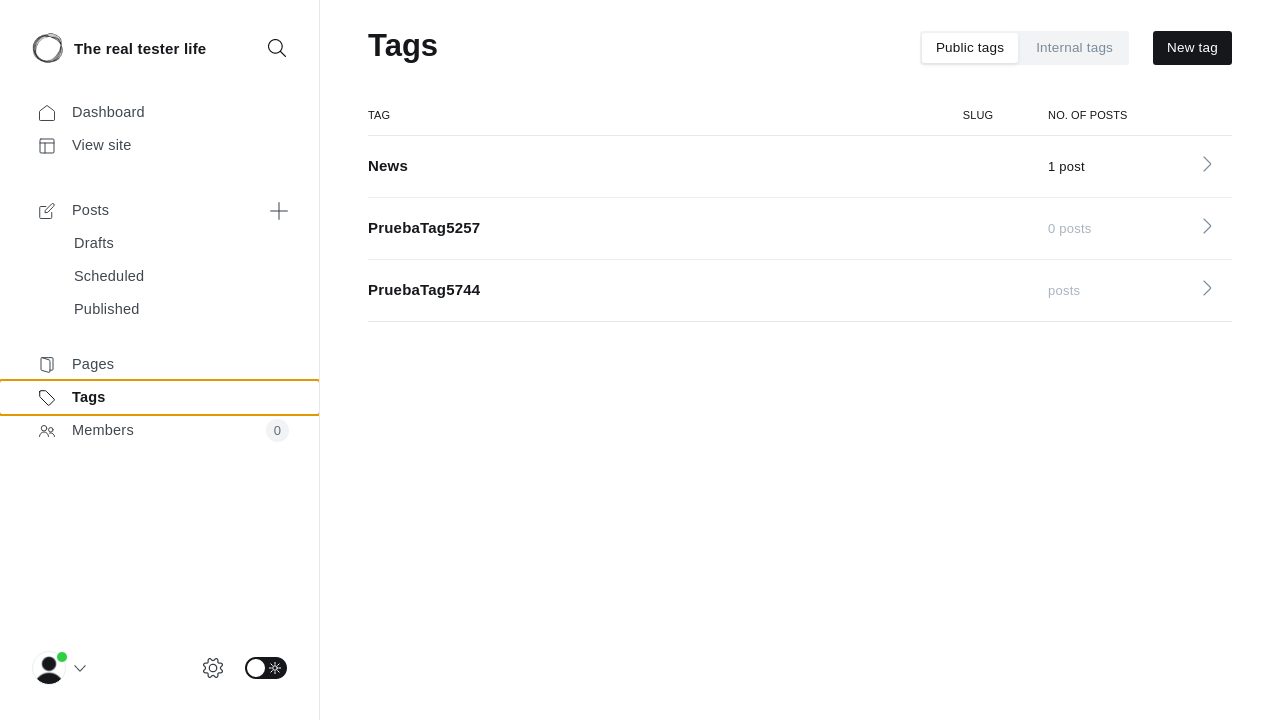 The real tester life
Dashboard
View site
Posts
Drafts
Scheduled
Published
Pages
Tags
Members 0
Tags
Public tags Internal tags New tag
TAG SLUG NO. OF POSTS
News 1 post
PruebaTag5257 0 posts
PruebaTag5744 posts